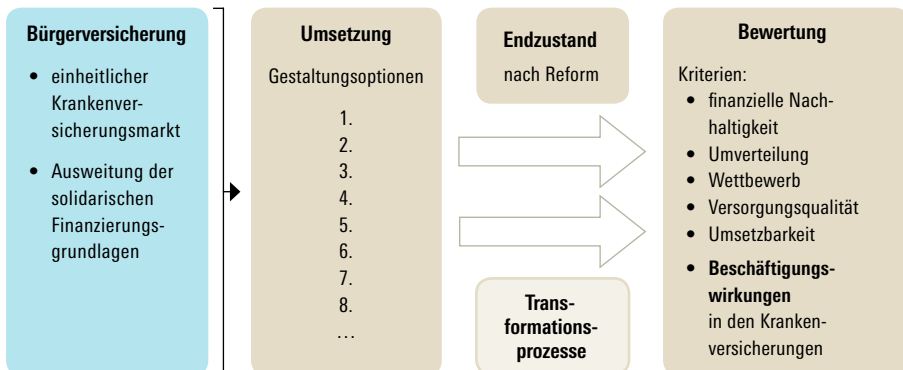 Bürgerversicherung
• einheitlicher
Krankenver-
sicherungsmarkt
• Ausweitung der
solidarischen
Finanzierungs-
grundlagen
Umsetzung
Gestaltungsoptionen
1.
2.
3.
4.
5.
6.
7.
8.
…
Endzustand
nach Reform
Trans-
formations-
prozesse
Bewertung
Kriterien:
• finanzielle Nach-
haltigkeit
• Umverteilung
• Wettbewerb
• Versorgungsqualität
• Umsetzbarkeit
• Beschäftigungs-
wirkungen
in den Kranken-
versicherungen